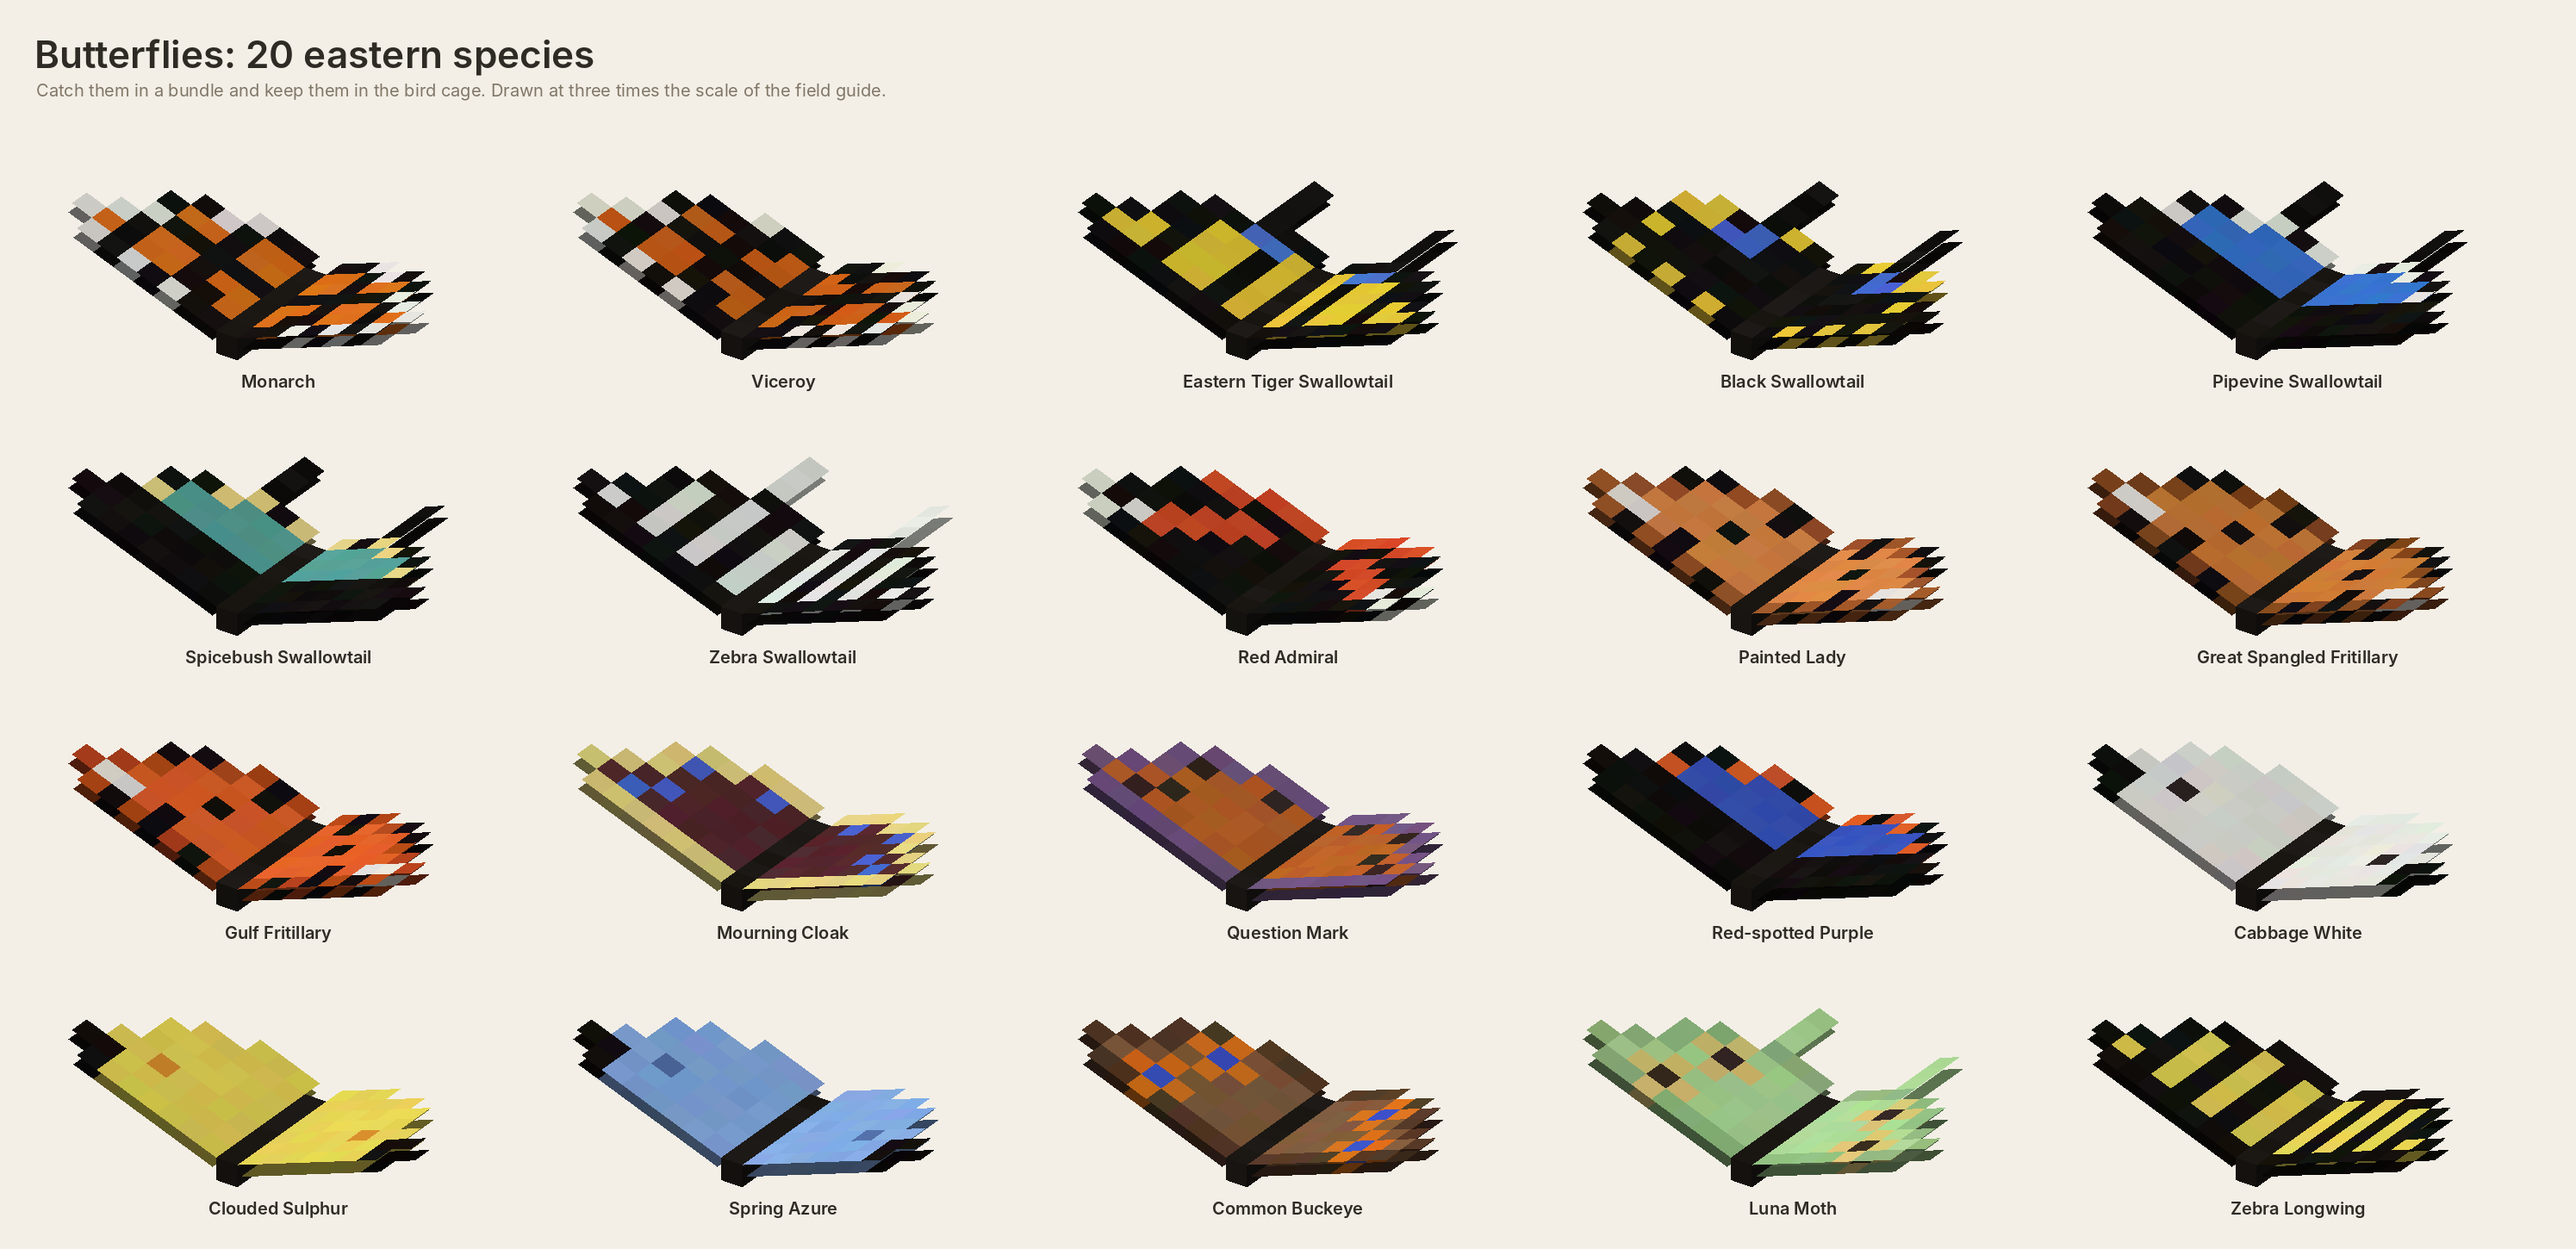 Butterflies: 20 eastern species
Catch them in a bundle and keep them in the bird cage. Drawn at three times the scale of the field guide.
Monarch
Viceroy
Eastern Tiger Swallowtail
Black Swallowtail
Pipevine Swallowtail
Spicebush Swallowtail
Zebra Swallowtail
Red Admiral
Painted Lady
Great Spangled Fritillary
Gulf Fritillary
Mourning Cloak
Question Mark
Red-spotted Purple
Cabbage White
Clouded Sulphur
Spring Azure
Common Buckeye
Luna Moth
Zebra Longwing